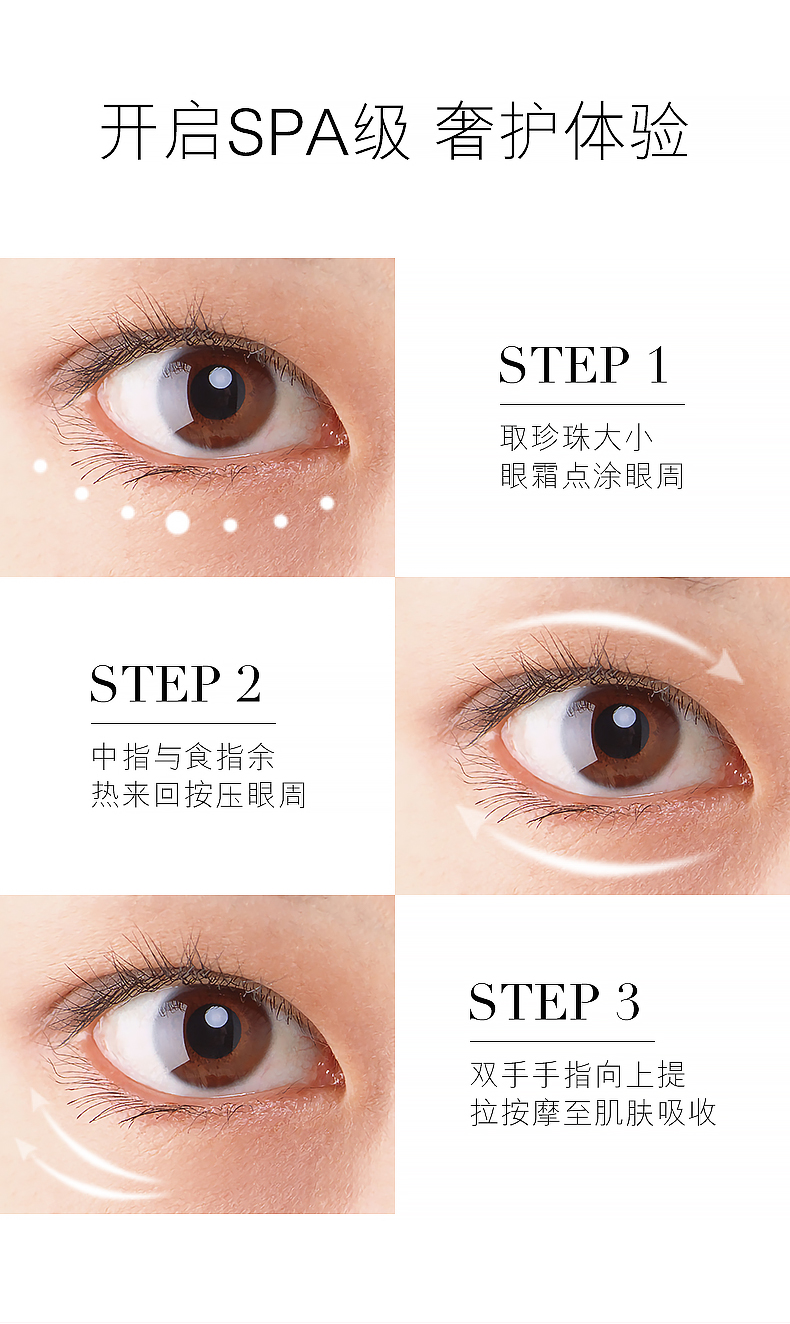 开启SPA级 奢护体验
STEP 1
取珍珠大小
眼霜点涂眼周
STEP 2
中指与食指余
热来回按压眼周
STEP 3
双手手指向上提
拉按摩至肌肤吸收